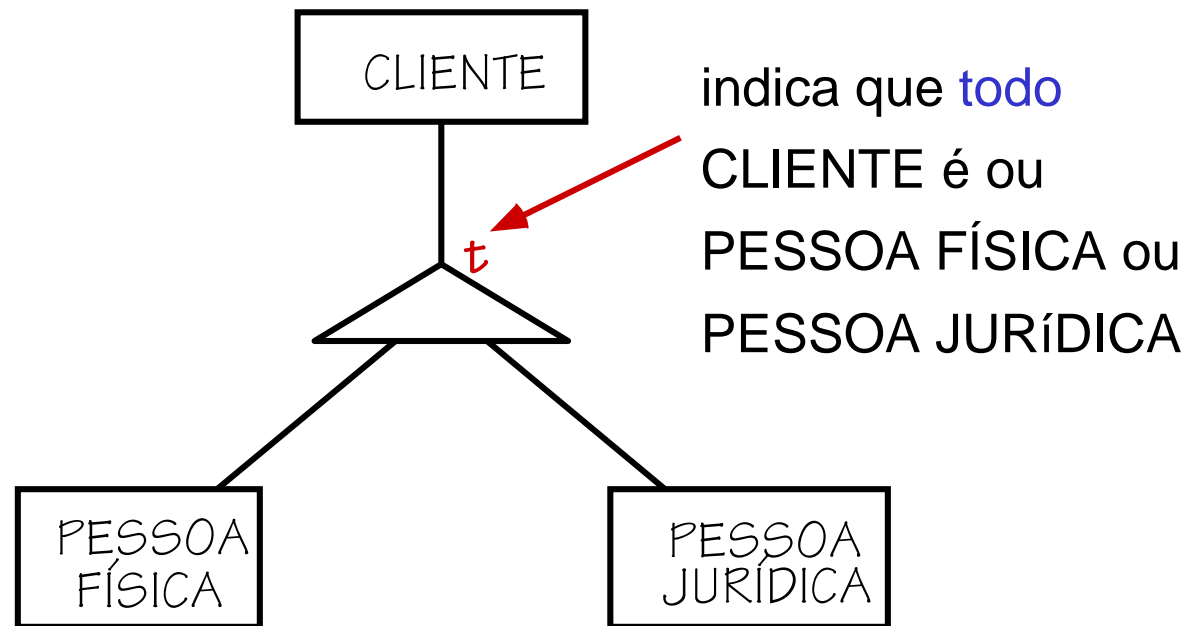 CLIENTE
indica que todo
CLIENTE é ou
PESSOA FÍSICA ou
PESSOA JURíDICA
t
PESSOA
FÍSICA
PESSOA
JURÍDICA